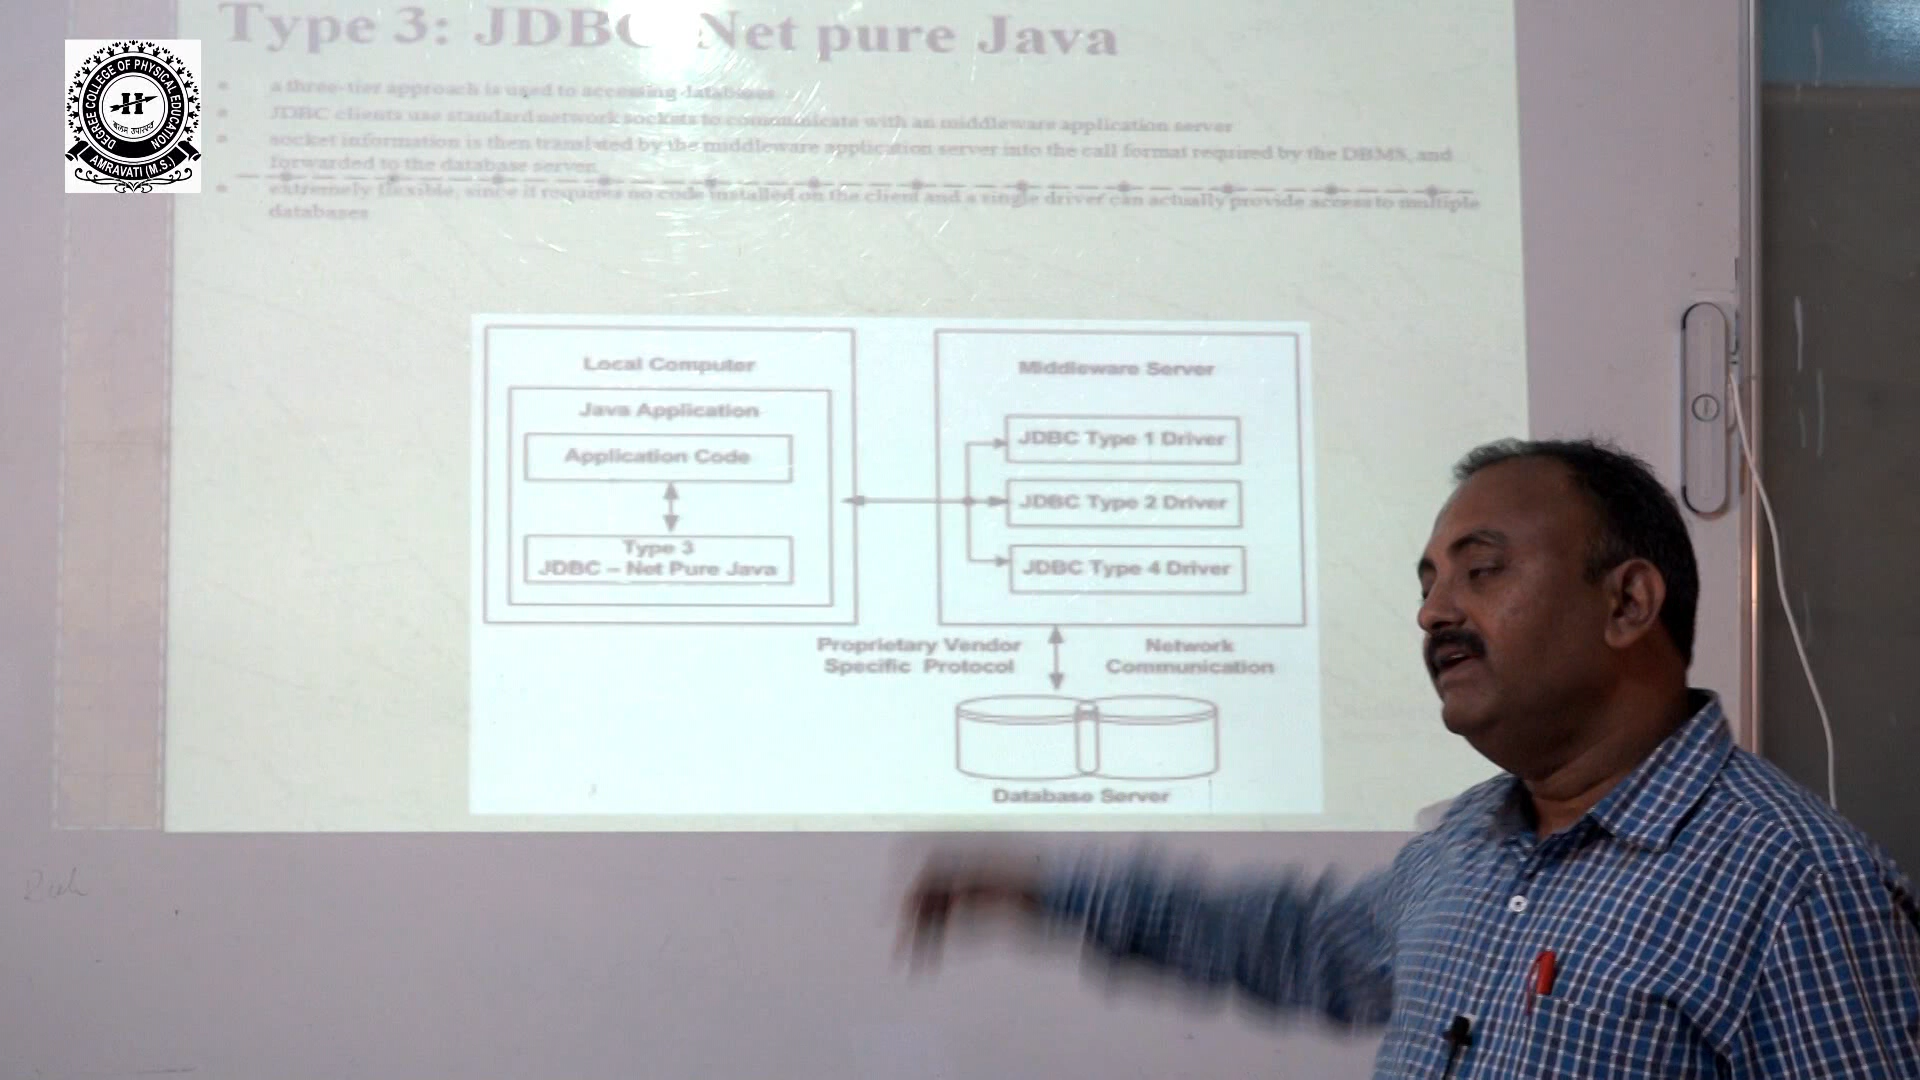 Type 3: JDBC Net pure Java
a three-tier approach is used to accessing databases
JDBC clients use standard network sockets to communicate with an middleware application server
socket information is then translated by the middleware application server into the call format required by the DBMS, and
forwarded to the database server.
extremely flexible, since it requires no code installed on the client and a single driver can actually provide access to multiple
databases
DEGREE COLLEGE OF PHYSICAL EDUCATION
H
AMRAVATI (M.S.)
Local Computer
Java Application
Application Code
Type 3
JDBC – Net Pure Java
Middleware Server
JDBC Type 1 Driver
JDBC Type 2 Driver
JDBC Type 4 Driver
Proprietary Vendor
Specific Protocol
Network
Communication
Database Server